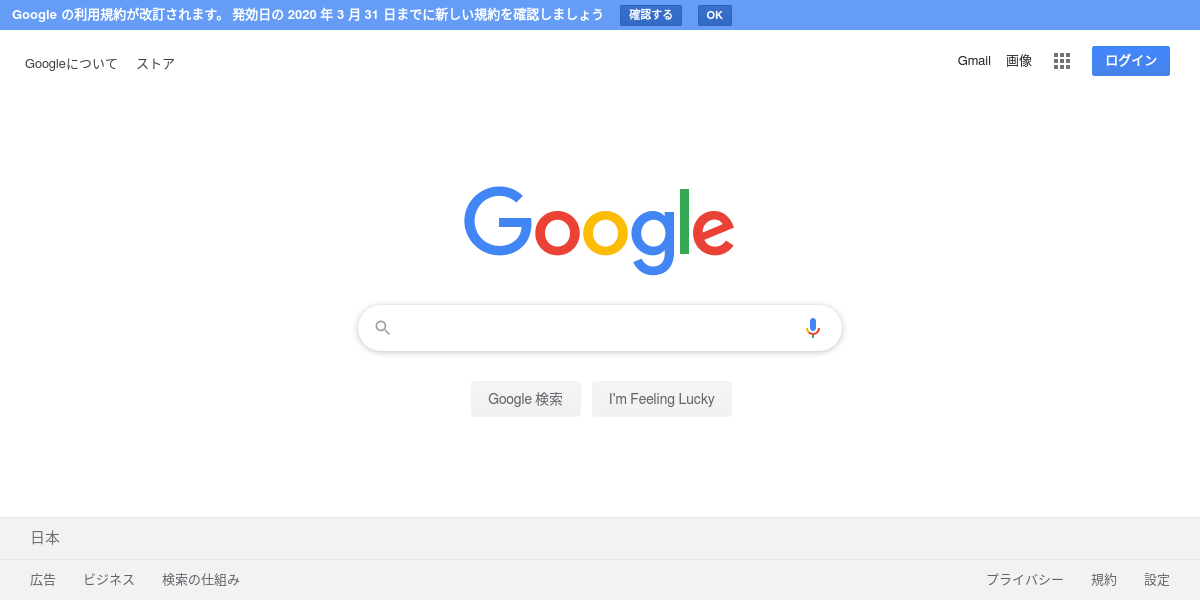 Google の利用規約が改訂されます。 発効日の 2020 年 3 月 31 日までに新しい規約を確認しましょう 確認する OK
Googleについて ストア Gmail 画像 ログイン
Google
Google 検索 I'm Feeling Lucky
日本
広告 ビジネス 検索の仕組み プライバシー 規約 設定